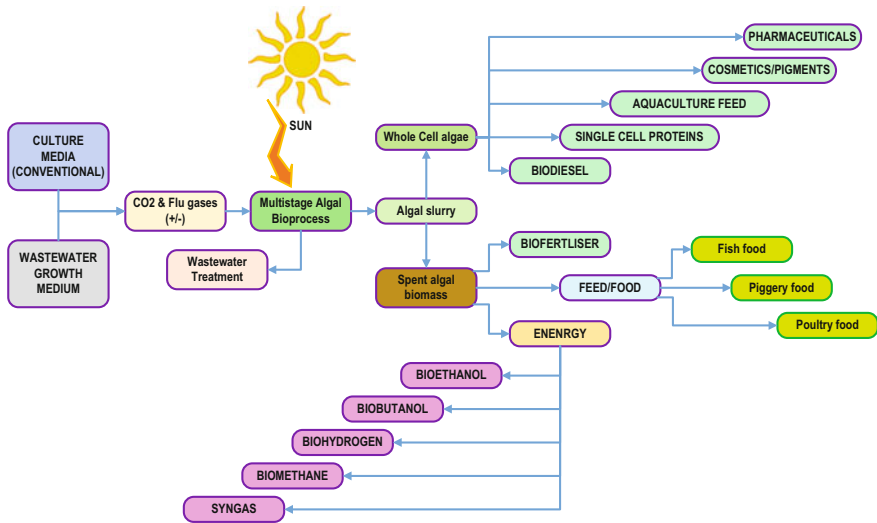 PHARMACEUTICALS
COSMETICS/PIGMENTS
AQUACULTURE FEED
SUN
CULTURE
MEDIA
(CONVENTIONAL)
Whole Cell algae
SINGLE CELL PROTEINS
BIODIESEL
CO2 & Flu gases
(+/-)
Multistage Algal
Bioprocess
Algal slurry
WASTEWATER
GROWTH
MEDIUM
Wastewater
Treatment
BIOFERTLISER
Fish food
Spent algal
biomass
FEED/FOOD
Piggery food
Poultry food
ENENRGY
BIOETHANOL
BIOBUTANOL
BIOHYDROGEN
BIOMETHANE
SYNGAS